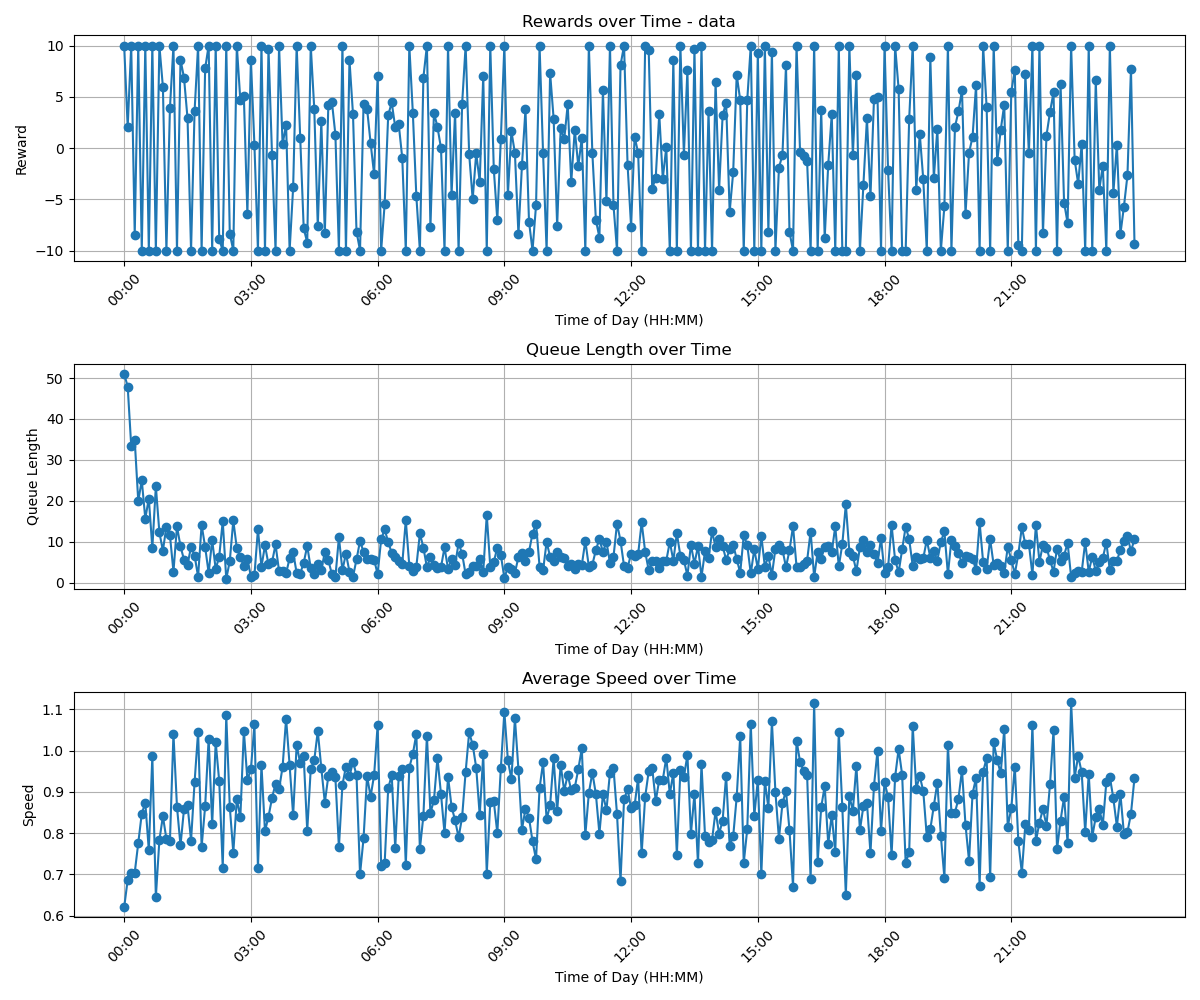 Rewards over Time - data
10
5
0
−5
−10
Reward
00:00 03:00 06:00 09:00 12:00 15:00 18:00 21:00
Time of Day (HH:MM)
Queue Length over Time
50
40
30
20
10
0
Queue Length
00:00 03:00 06:00 09:00 12:00 15:00 18:00 21:00
Time of Day (HH:MM)
Average Speed over Time
1.1
1.0
0.9
0.8
0.7
0.6
Speed
00:00 03:00 06:00 09:00 12:00 15:00 18:00 21:00
Time of Day (HH:MM)